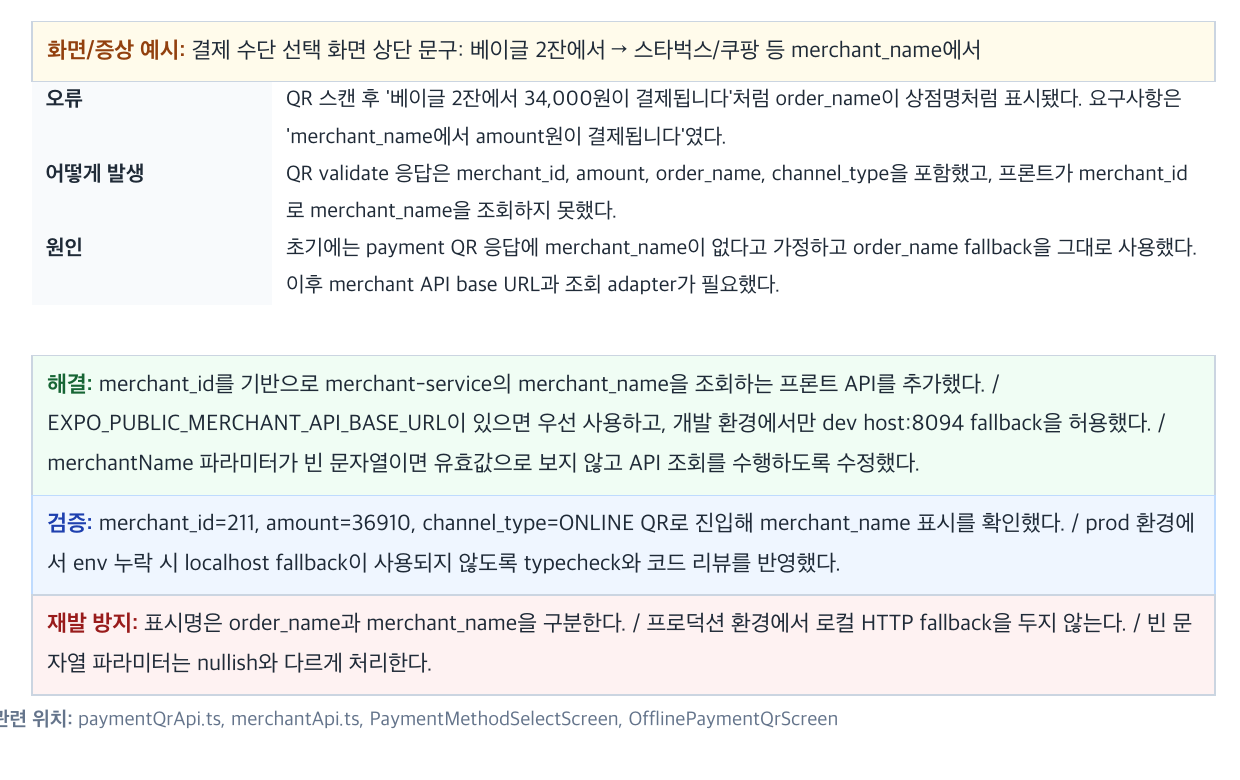 화면/증상 예시: 결제 수단 선택 화면 상단 문구: 베이글 2잔에서 → 스타벅스/쿠팡 등 merchant_name에서
오류
QR 스캔 후 '베이글 2잔에서 34,000원이 결제됩니다'처럼 order_name이 상점명처럼 표시됐다. 요구사항은
'merchant_name에서 amount원이 결제됩니다'였다.
어떻게 발생
QR validate 응답은 merchant_id, amount, order_name, channel_type을 포함했고, 프론트가 merchant_id
로 merchant_name을 조회하지 못했다.
원인
초기에는 payment QR 응답에 merchant_name이 없다고 가정하고 order_name fallback을 그대로 사용했다.
이후 merchant API base URL과 조회 adapter가 필요했다.
해결: merchant_id를 기반으로 merchant-service의 merchant_name을 조회하는 프론트 API를 추가했다. /
EXPO_PUBLIC_MERCHANT_API_BASE_URL이 있으면 우선 사용하고, 개발 환경에서만 dev host:8094 fallback을 허용했다. /
merchantName 파라미터가 빈 문자열이면 유효값으로 보지 않고 API 조회를 수행하도록 수정했다.
검증: merchant_id=211, amount=36910, channel_type=ONLINE QR로 진입해 merchant_name 표시를 확인했다. / prod 환경에
서 env 누락 시 localhost fallback이 사용되지 않도록 typecheck와 코드 리뷰를 반영했다.
재발 방지: 표시명은 order_name과 merchant_name을 구분한다. / 프로덕션 환경에서 로컬 HTTP fallback을 두지 않는다. / 빈 문
자열 파라미터는 nullish와 다르게 처리한다.
관련 위치: paymentQrApi.ts, merchantApi.ts, PaymentMethodSelectScreen, OfflinePaymentQrScreen